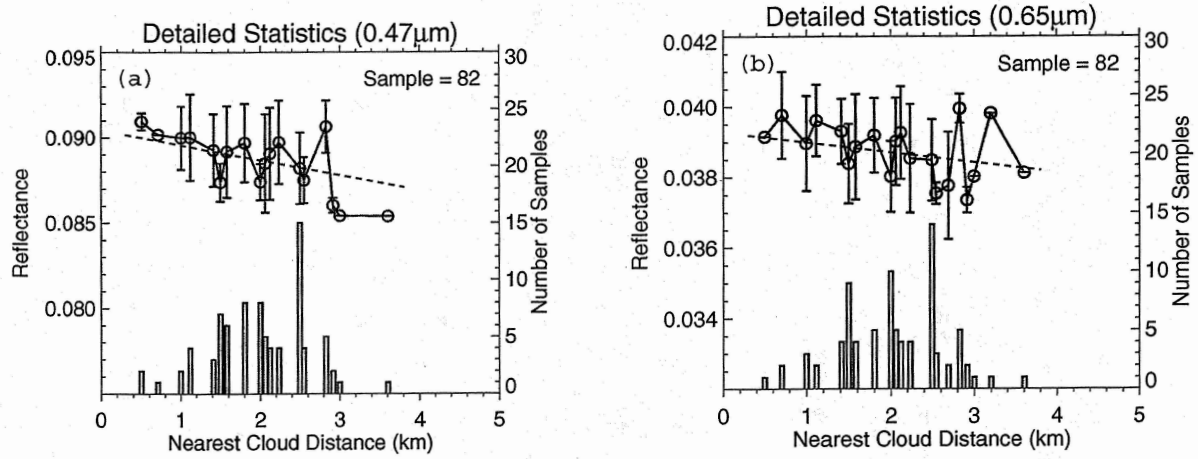 Detailed Statistics (0.47μm)
(a)
Sample = 82
0.095
0.090
0.085
0.080
Reflectance
30
25
20
15
10
5
0
Number of Samples
0 1 2 3 4 5
Nearest Cloud Distance (km)
Detailed Statistics (0.65μm)
(b)
Sample = 82
0.042
0.040
0.038
0.036
0.034
Reflectance
30
25
20
15
10
5
0
Number of Samples
0 1 2 3 4 5
Nearest Cloud Distance (km)